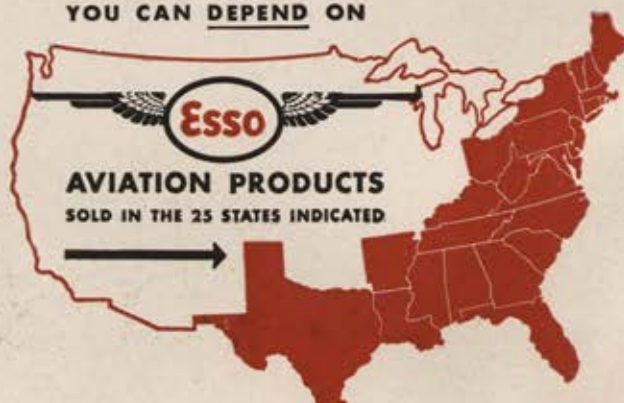 YOU CAN DEPEND ON
Esso
AVIATION PRODUCTS
SOLD IN THE 25 STATES INDICATED